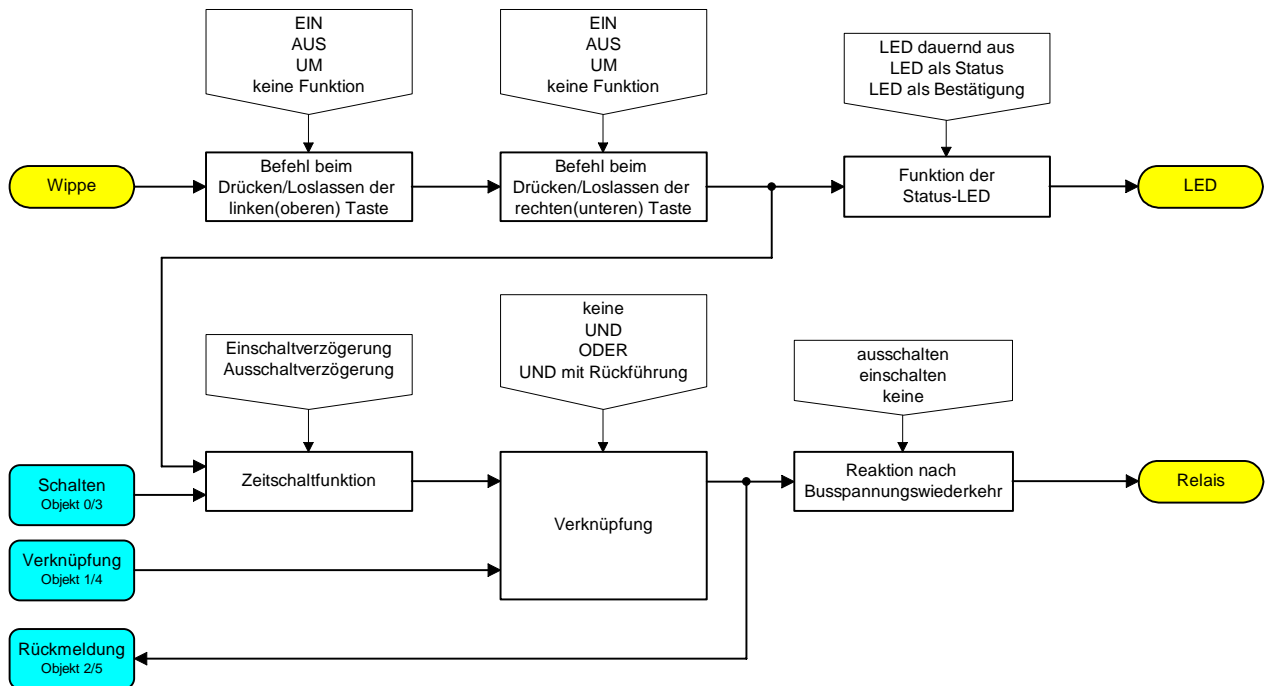 EIN
AUS
UM
keine Funktion
EIN
AUS
UM
keine Funktion
LED dauernd aus
LED als Status
LED als Bestätigung
Wippe
Befehl beim
Drücken/Loslassen der
linken(oberen) Taste
Befehl beim
Drücken/Loslassen der
rechten(unteren) Taste
Funktion der
Status-LED
LED
Einschaltverzögerung
Ausschaltverzögerung
keine
UND
ODER
UND mit Rückführung
ausschalten
einschalten
keine
Schalten
Objekt 0/3
Zeitschaltfunktion
Verknüpfung
Reaktion nach
Busspannungswiederkehr
Relais
Verknüpfung
Objekt 1/4
Rückmeldung
Objekt 2/5